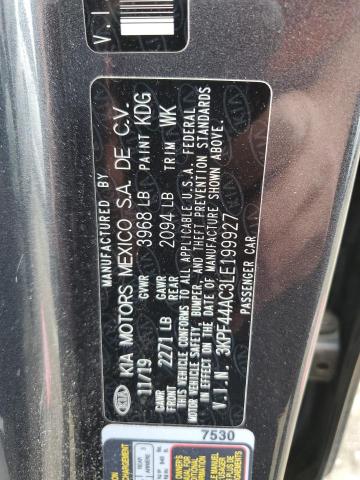 MANUFACTURED BY
KIA KIA MOTORS MEXICO S.A. DE C.V.
11/19 GVWR 3968 LB PAINT KDG
GAWR FRONT 2271 LB GAWR REAR 2094 LB TRIM WK
THIS VEHICLE CONFORMS TO ALL APPLICABLE U.S.A. FEDERAL
MOTOR VEHICLE SAFETY, BUMPER, AND THEFT PREVENTION STANDARDS
IN EFFECT ON THE DATE OF MANUFACTURE SHOWN ABOVE.
V.I.N. 3KPF44AC3LE199927
PASSENGER CAR
7530